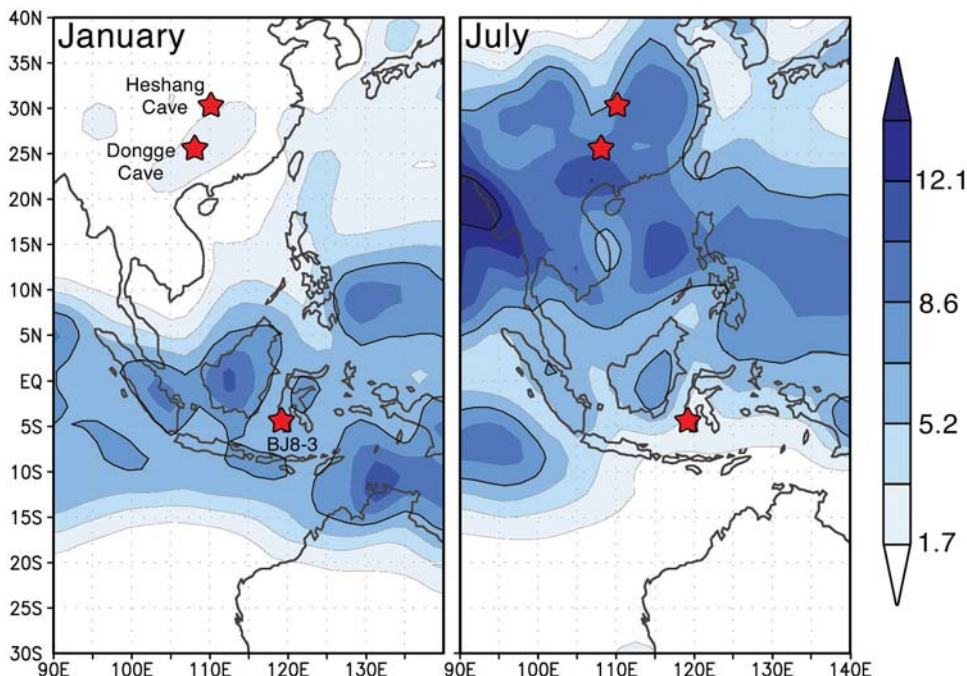 January
July
40N
35N
30N
25N
20N
15N
10N
5N
EQ
5S
10S
15S
20S
25S
30S
Heshang
Cave
Dongge
Cave
BJ8-3
90E 100E 110E 120E 130E
90E 100E 110E 120E 130E 140E
12.1
8.6
5.2
1.7